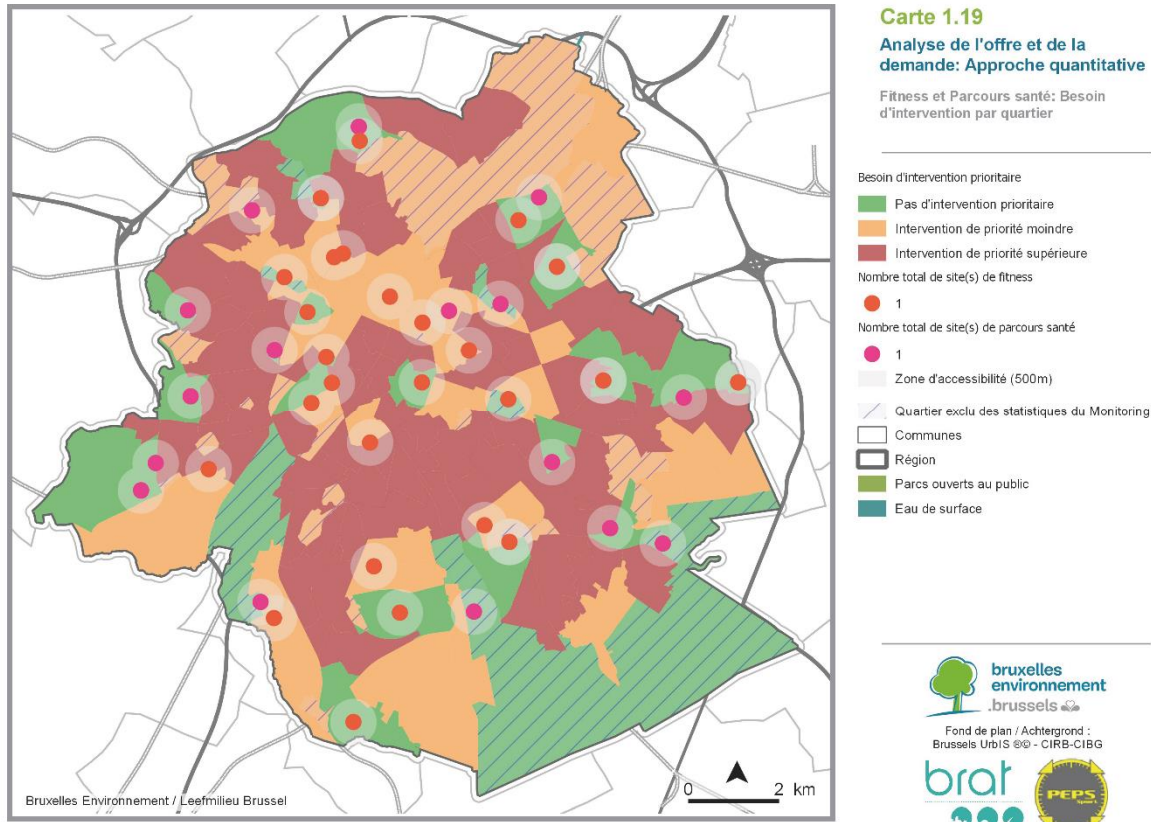 Carte 1.19
Analyse de l'offre et de la
demande: Approche quantitative
Fitness et Parcours santé: Besoin
d'intervention par quartier
Besoin d'intervention prioritaire
Pas d'intervention prioritaire
Intervention de priorité moindre
Intervention de priorité supérieure
Nombre total de site(s) de fitness
1
Nombre total de site(s) de parcours santé
1
Zone d'accessibilité (500m)
Quartier exclu des statistiques du Monitoring
Communes
Région
Parcs ouverts au public
Eau de surface
bruxelles
environnement
.brussels
Fond de plan / Achtergrond :
Brussels UrbIS ®© - CIRB-CIBG
brat
PEPS
Sport
Bruxelles Environnement / Leefmilieu Brussel
0 2 km